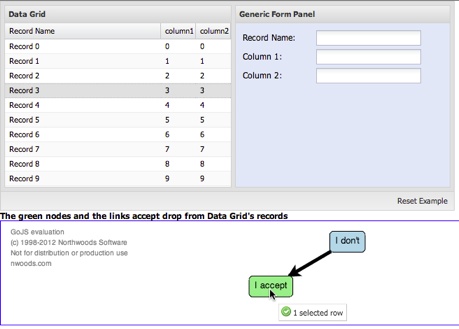 Data Grid
Record Name column1 column2
Record 0 0 0
Record 1 1 1
Record 2 2 2
Record 3 3 3
Record 4 4 4
Record 5 5 5
Record 6 6 6
Record 7 7 7
Record 8 8 8
Record 9 9 9
Generic Form Panel
Record Name:
Column 1:
Column 2:
Reset Example
The green nodes and the links accept drop from Data Grid's records
GoJS evaluation
(c) 1998-2012 Northwoods Software
Not for distribution or production use
nwoods.com
I don't
I accept
1 selected row